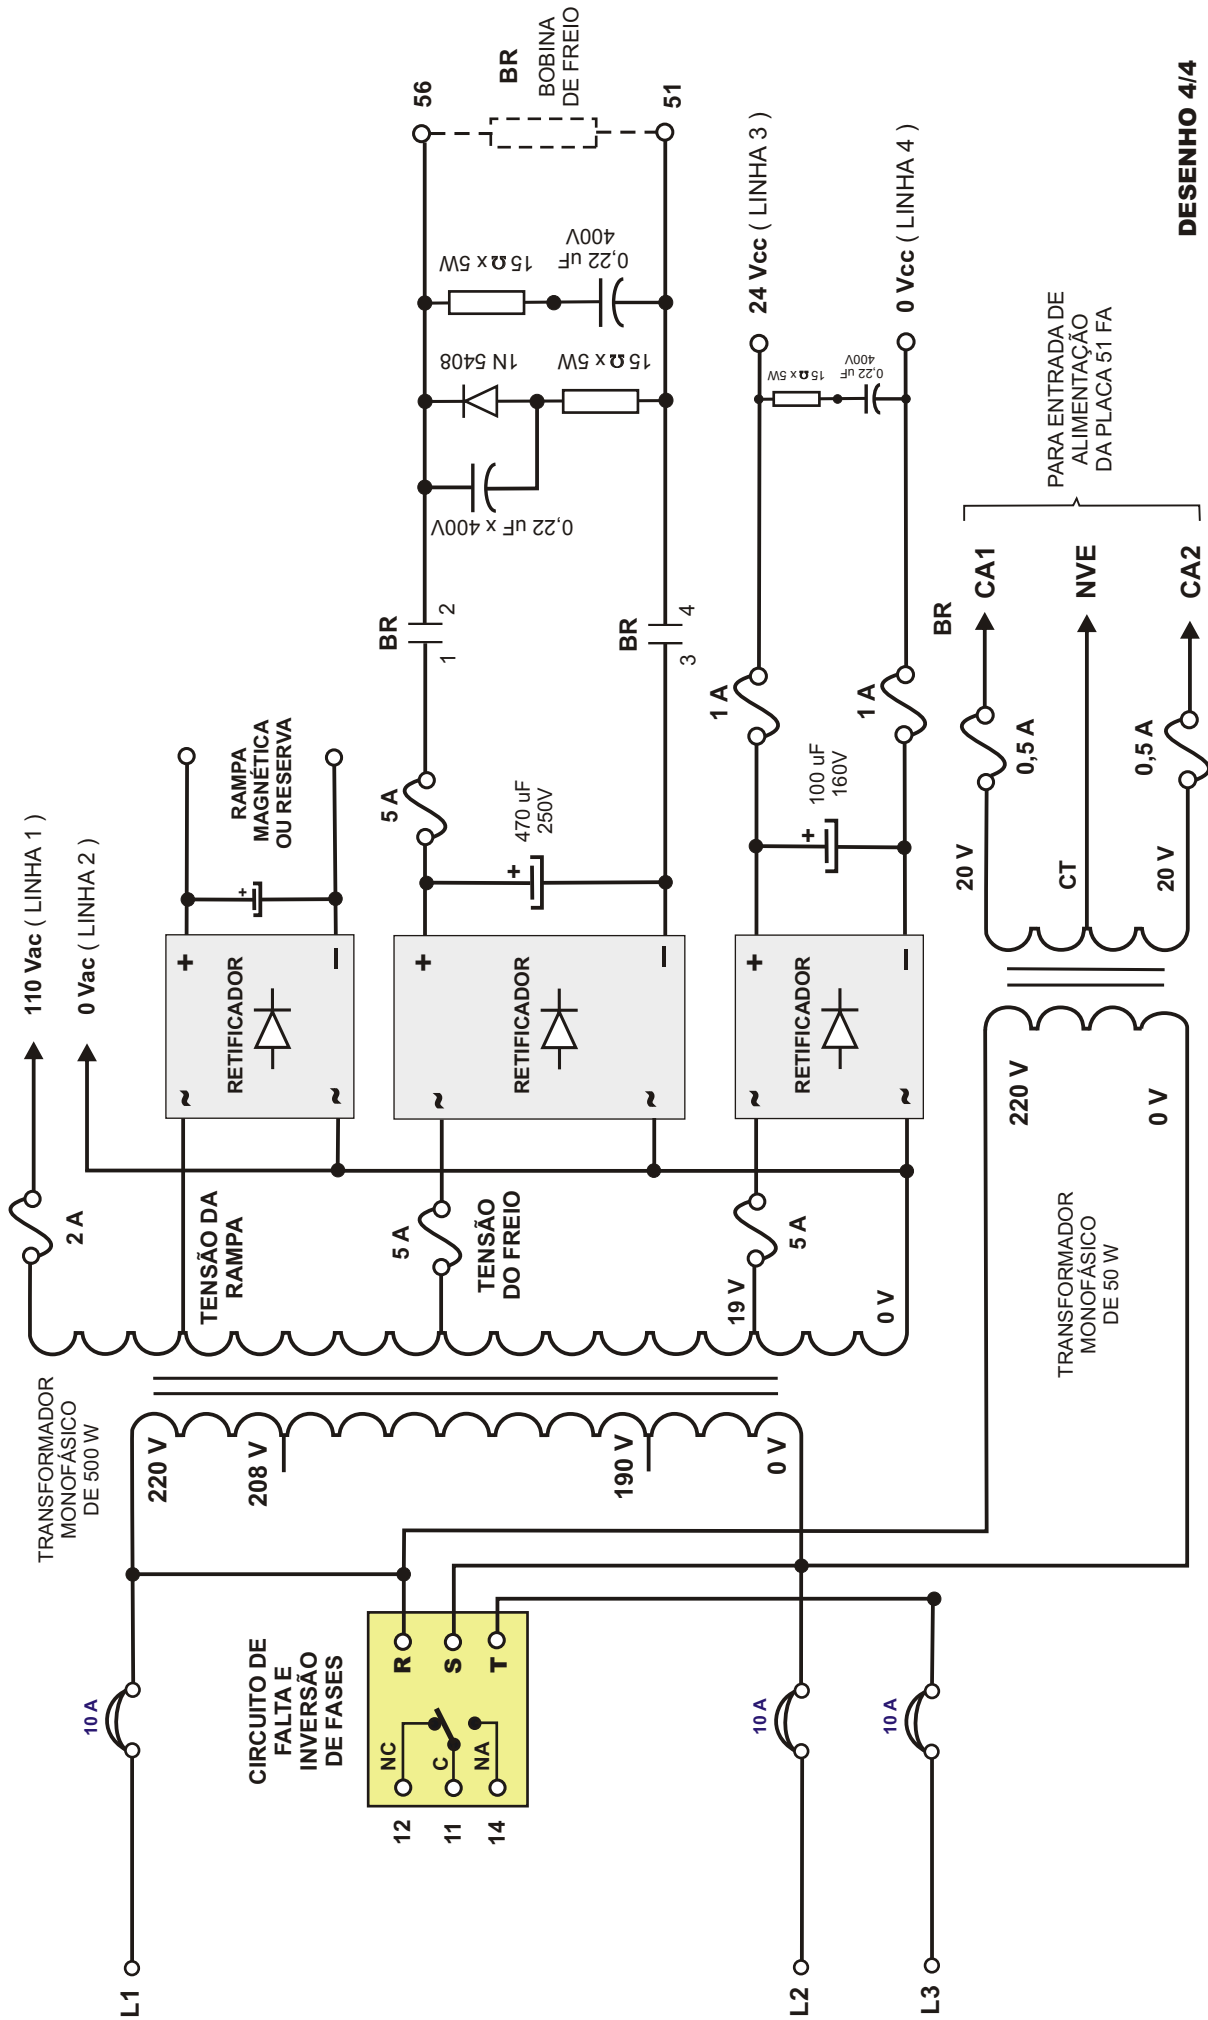 110 Vac ( LINHA 1 )
0 Vac ( LINHA 2 )
2 A
TENSÃO DA
RAMPA
RETIFICADOR
~
~
+
–
+
RAMPA
MAGNÉTICA
OU RESERVA
TRANSFORMADOR
MONOFÁSICO
DE 500 W
220 V
208 V
190 V
0 V
5 A
TENSÃO
DO FREIO
RETIFICADOR
~
~
+
–
+
470 uF
250V
5 A
BR
1
2
BR
3
4
0,22 uF x 400V
1N 5408
15 Ω x 5W
15 Ω x 5W
0,22 uF
400V
56
BR
BOBINA
DE FREIO
51
19 V
5 A
0 V
RETIFICADOR
~
~
+
–
+
100 uF
160V
1 A
1 A
15 Ω x 5W
0,22 uF
400V
24 Vcc ( LINHA 3 )
0 Vcc ( LINHA 4 )
L1
10 A
L2
10 A
L3
10 A
CIRCUITO DE
FALTA E
INVERSÃO
DE FASES
12
11
14
NC
C
NA
R
S
T
TRANSFORMADOR
MONOFÁSICO
DE 50 W
220 V
0 V
20 V
CT
20 V
0,5 A
0,5 A
BR
CA1
NVE
CA2
PARA ENTRADA DE
ALIMENTAÇÃO
DA PLACA 51 FA
DESENHO 4/4